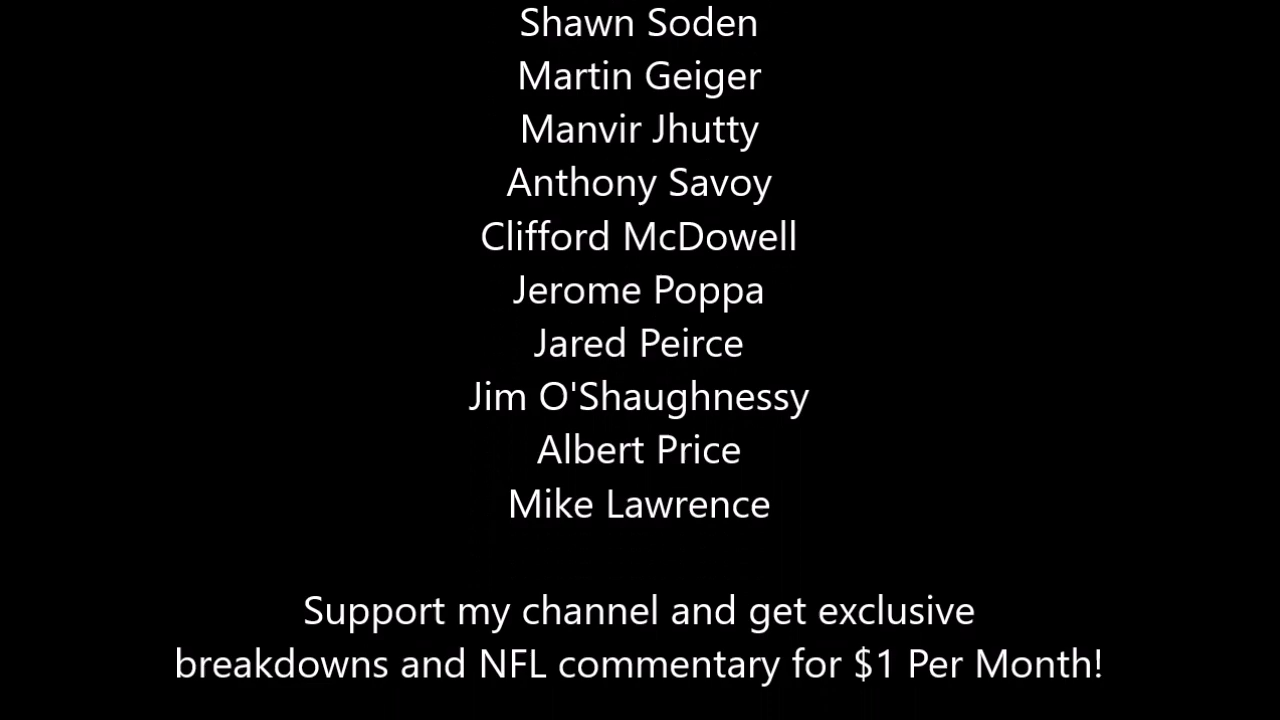 Shawn Soden
Martin Geiger
Manvir Jhutty
Anthony Savoy
Clifford McDowell
Jerome Poppa
Jared Peirce
Jim O'Shaughnessy
Albert Price
Mike Lawrence
Support my channel and get exclusive
breakdowns and NFL commentary for $1 Per Month!